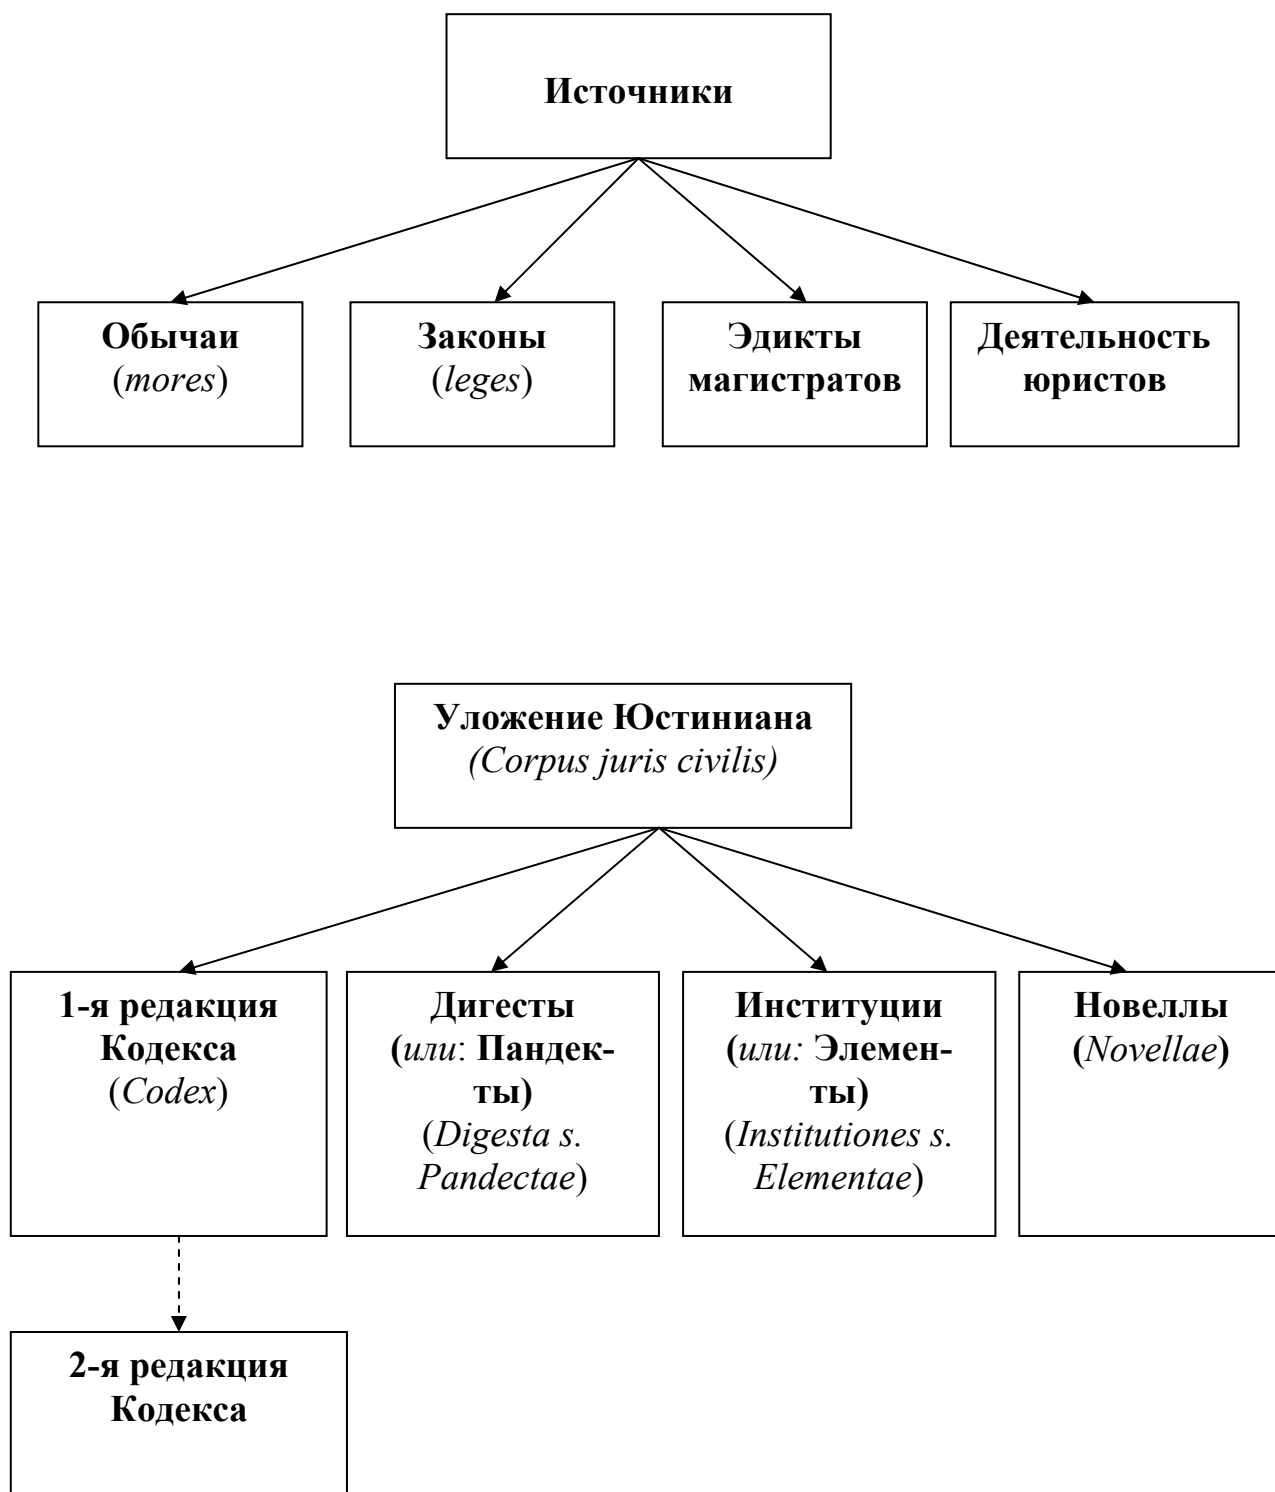 Источники
Обычаи
(mores)
Законы
(leges)
Эдикты
магистратов
Деятельность
юристов
Уложение Юстиниана
(Corpus juris civilis)
1-я редакция
Кодекса
(Codex)
Дигесты
(или: Пандек-
ты)
(Digesta s.
Pandectae)
Институции
(или: Элемен-
ты)
(Institutiones s.
Elementae)
Новеллы
(Novellae)
2-я редакция
Кодекса